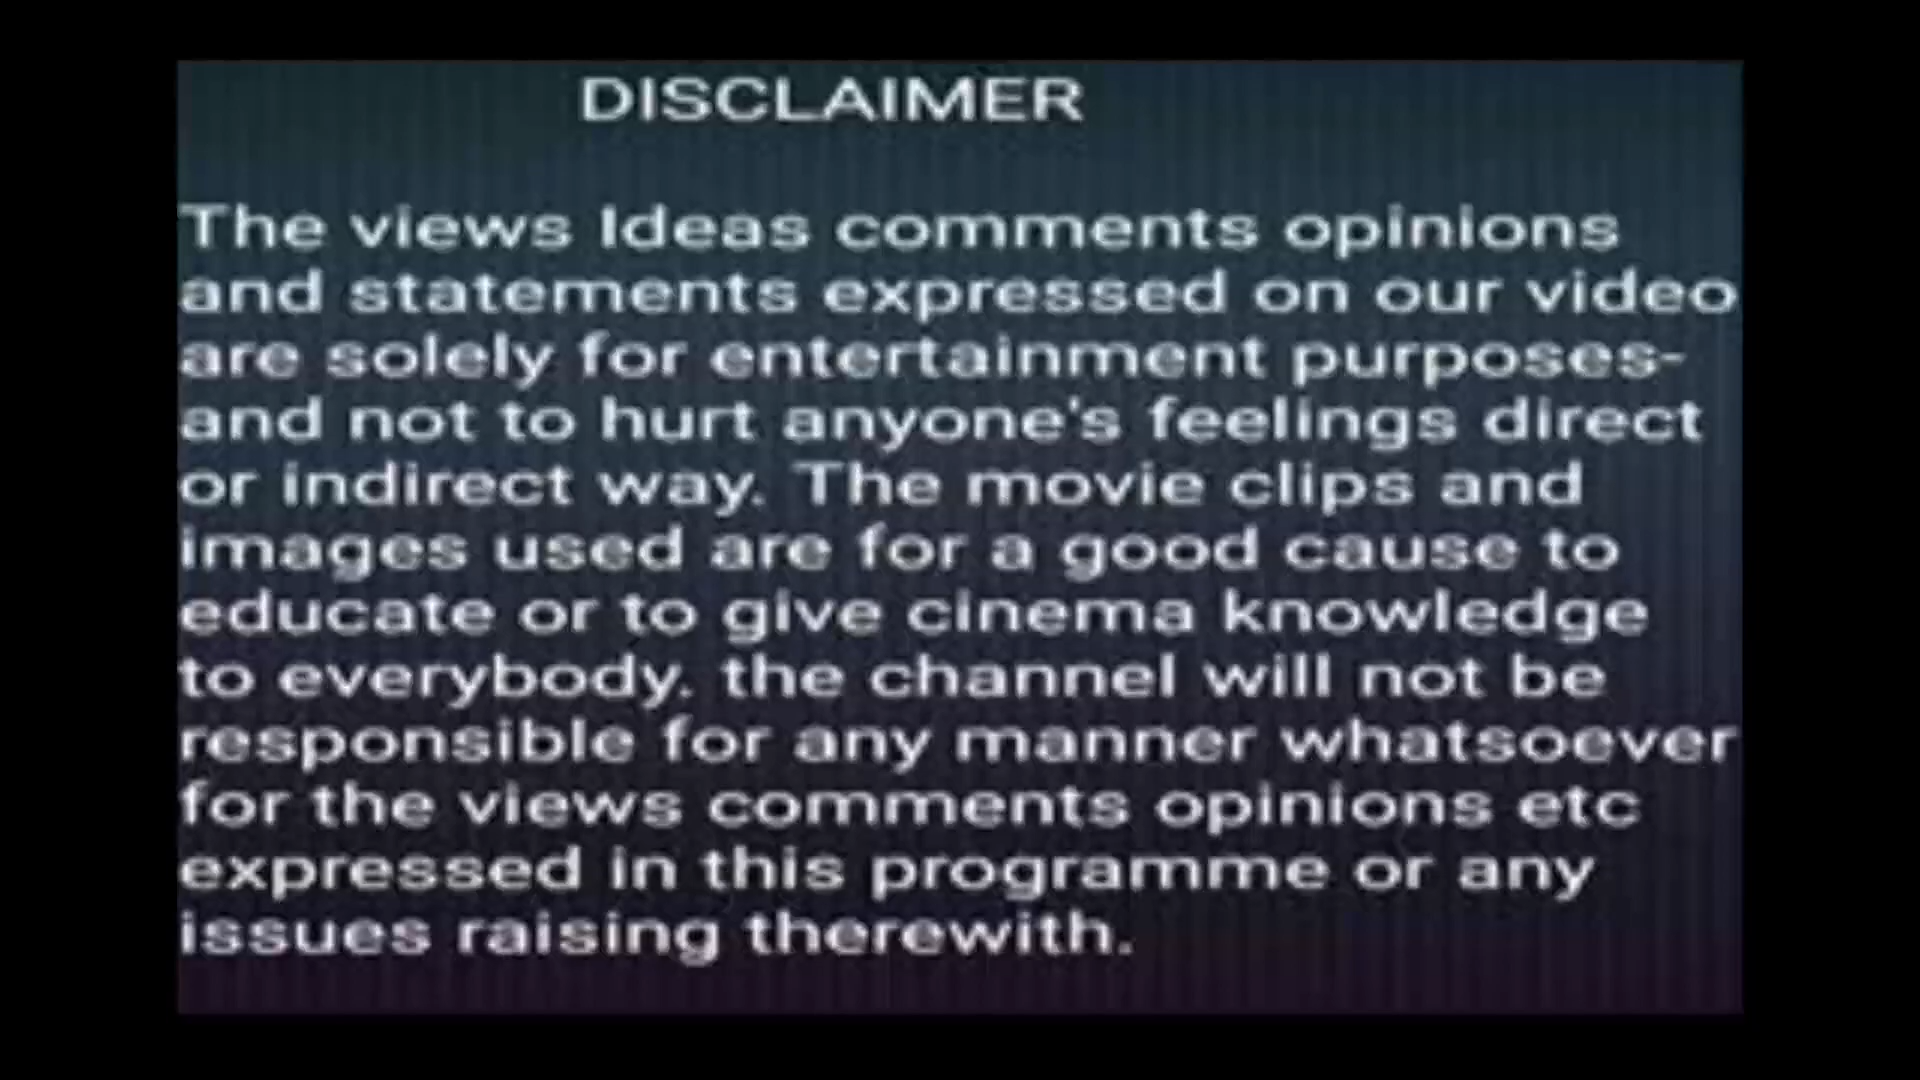 DISCLAIMER
The views Ideas comments opinions
and statements expressed on our video
are solely for entertainment purposes-
and not to hurt anyone's feelings direct
or indirect way. The movie clips and
images used are for a good cause to
educate or to give cinema knowledge
to everybody. the channel will not be
responsible for any manner whatsoever
for the views comments opinions etc
expressed in this programme or any
issues raising therewith.